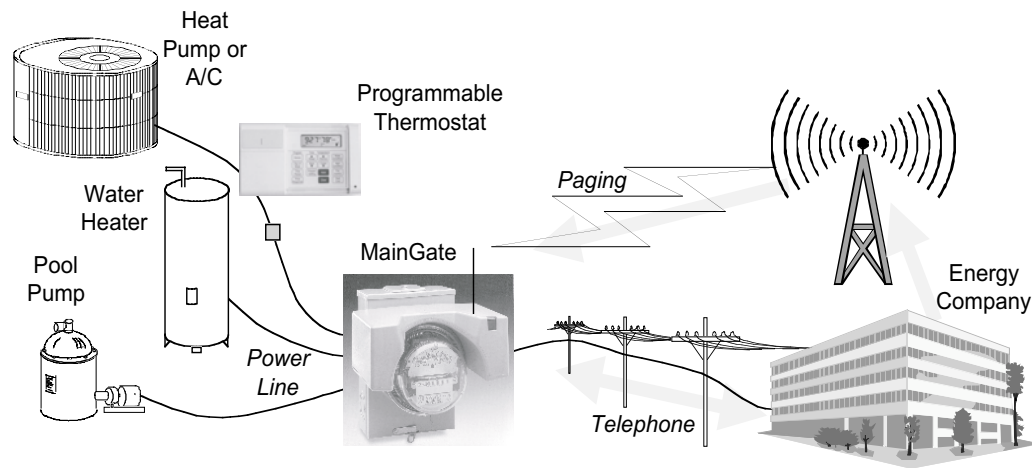 Heat
Pump or
A/C
Programmable
Thermostat
Water
Heater
Paging
Pool
Pump
MainGate
Energy
Company
Power
Line
Telephone